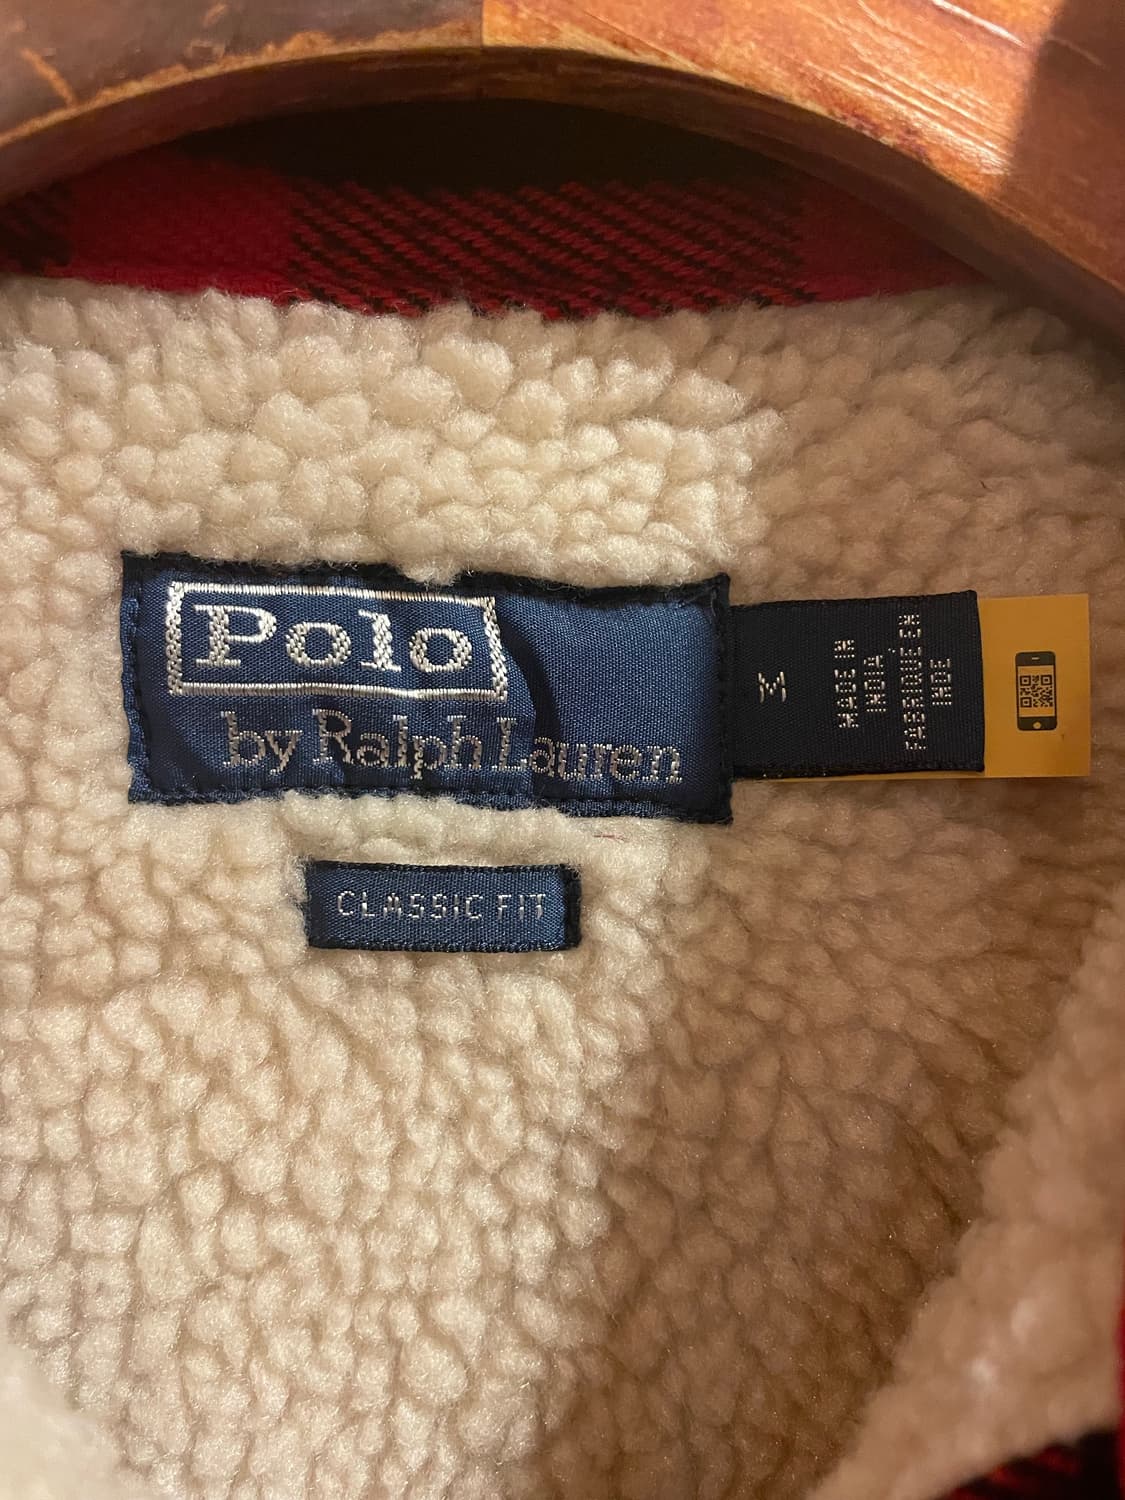 Polo
by Ralph Lauren
M
MADE IN
INDIA
FABRIQUÉ EN
INDE
CLASSIC FIT